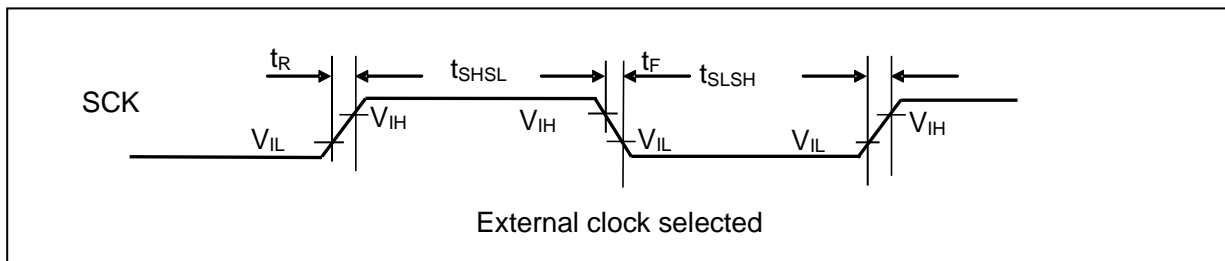 tR tSHSL tF tSLSH
SCK
VIH VIH VIH
VIL VIL VIL
External clock selected